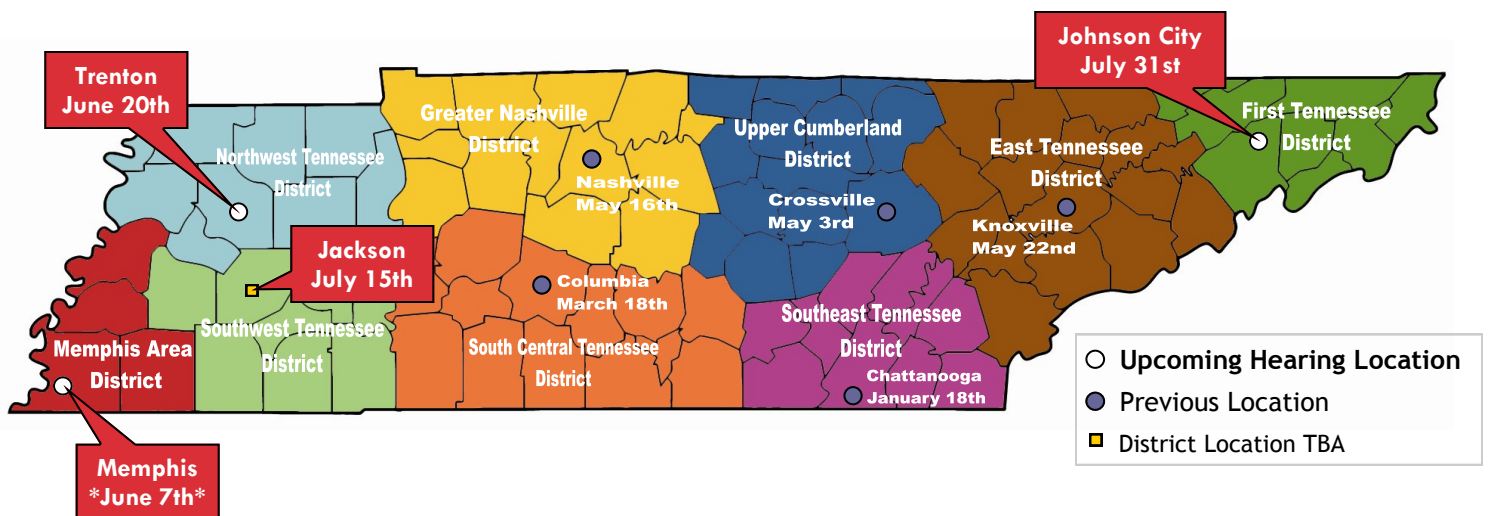 Trenton
June 20th
Johnson City
July 31st
Northwest Tennessee
District
Greater Nashville
District
Nashville
May 16th
Upper Cumberland
District
Crossville
May 3rd
East Tennessee
District
Knoxville
May 22nd
First Tennessee
District
Jackson
July 15th
Columbia
March 18th
Memphis Area
District
Southwest Tennessee
District
South Central Tennessee
District
Southeast Tennessee
District
Chattanooga
January 18th
Memphis
*June 7th*
Upcoming Hearing Location
Previous Location
District Location TBA